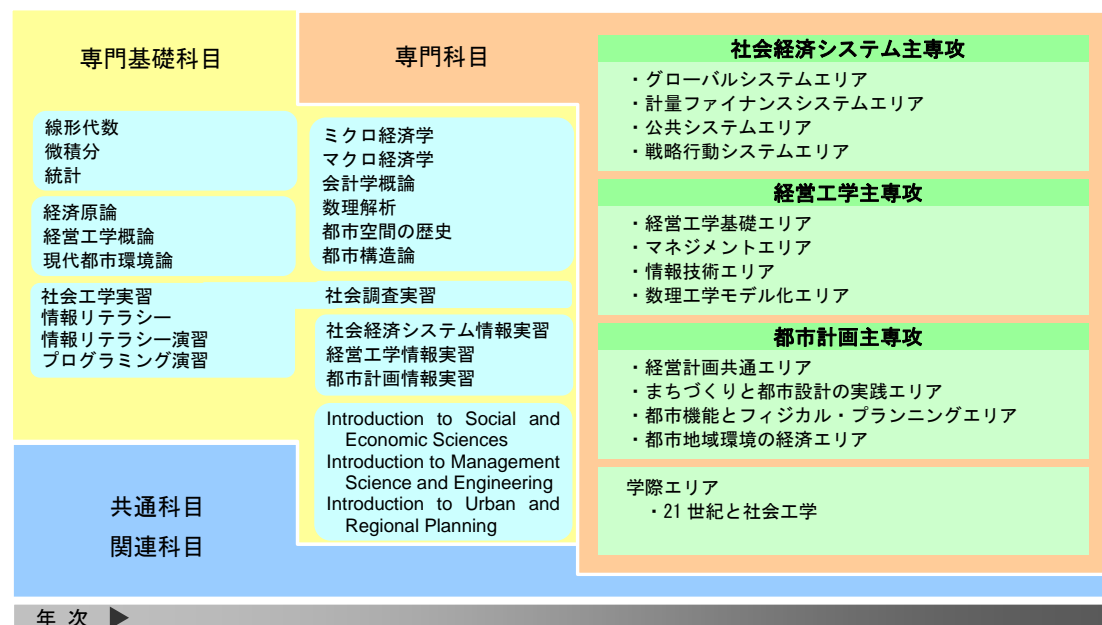 専門基礎科目
線形代数
微積分
統計
経済原論
経営工学概論
現代都市環境論
社会工学実習
情報リテラシー
情報リテラシー演習
プログラミング演習
専門科目
ミクロ経済学
マクロ経済学
会計学概論
数理解析
都市空間の歴史
都市構造論
社会調査実習
社会経済システム情報実習
経営工学情報実習
都市計画情報実習
Introduction to Social and
Economic Sciences
Introduction to Management
Science and Engineering
Introduction to Urban and
Regional Planning
社会経済システム主専攻
・グローバルシステムエリア
・計量ファイナンスシステムエリア
・公共システムエリア
・戦略行動システムエリア
経営工学主専攻
・経営工学基礎エリア
・マネジメントエリア
・情報技術エリア
・数理工学モデル化エリア
都市計画主専攻
・経営計画共通エリア
・まちづくりと都市設計の実践エリア
・都市機能とフィジカル・プランニングエリア
・都市地域環境の経済エリア
学際エリア
・21 世紀と社会工学
共通科目
関連科目
年 次 ▶